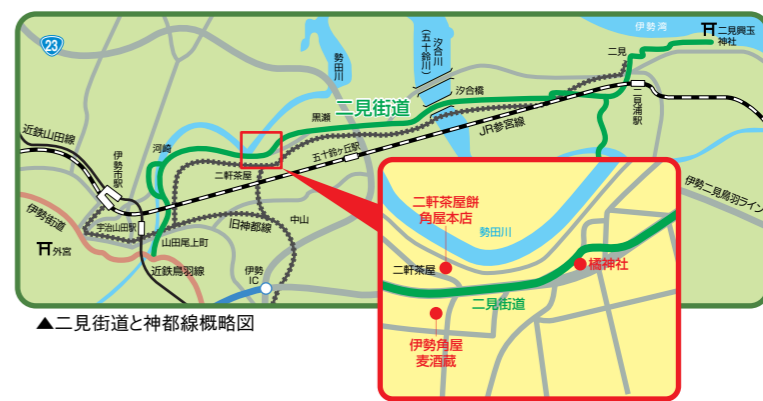 23
伊勢湾
二見興玉
神社
二見
勢田川
汐合川
(五十鈴川)
汐合橋
二見街道
黒瀬
二見浦駅
JR参宮線
近鉄山田線
河崎
五十鈴ヶ丘駅
伊勢市駅
二軒茶屋
伊勢二見鳥羽ライン
伊勢街道
宇治山田駅
旧神都線
中山
外宮
山田尾上町
伊勢
IC
近鉄鳥羽線
▲二見街道と神都線概略図
二軒茶屋餅
角屋本店
勢田川
二軒茶屋
橘神社
二見街道
伊勢角屋
麦酒蔵